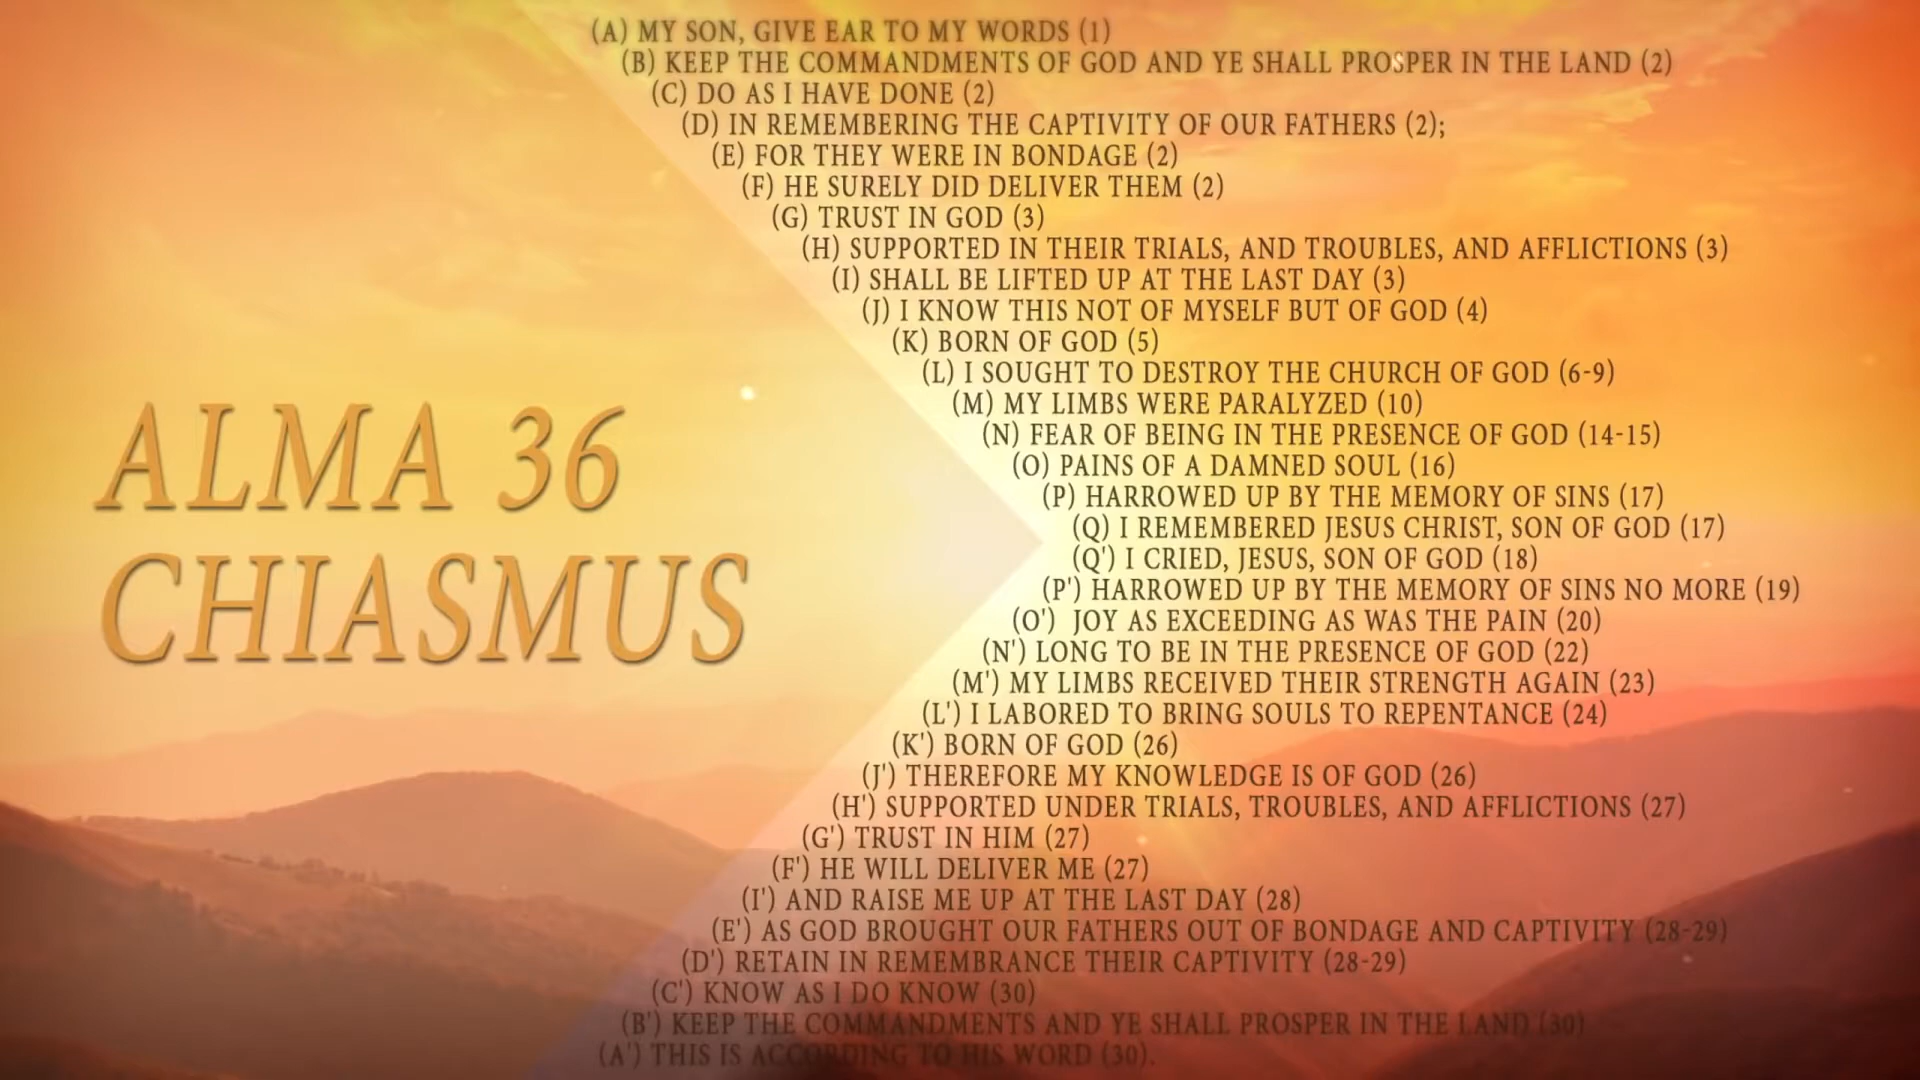 ALMA 36
CHIASMUS
(A) MY SON, GIVE EAR TO MY WORDS (1)
(B) KEEP THE COMMANDMENTS OF GOD AND YE SHALL PROSPER IN THE LAND (2)
(C) DO AS I HAVE DONE (2)
(D) IN REMEMBERING THE CAPTIVITY OF OUR FATHERS (2);
(E) FOR THEY WERE IN BONDAGE (2)
(F) HE SURELY DID DELIVER THEM (2)
(G) TRUST IN GOD (3)
(H) SUPPORTED IN THEIR TRIALS, AND TROUBLES, AND AFFLICTIONS (3)
(I) SHALL BE LIFTED UP AT THE LAST DAY (3)
(J) I KNOW THIS NOT OF MYSELF BUT OF GOD (4)
(K) BORN OF GOD (5)
(L) I SOUGHT TO DESTROY THE CHURCH OF GOD (6-9)
(M) MY LIMBS WERE PARALYZED (10)
(N) FEAR OF BEING IN THE PRESENCE OF GOD (14-15)
(O) PAINS OF A DAMNED SOUL (16)
(P) HARROWED UP BY THE MEMORY OF SINS (17)
(Q) I REMEMBERED JESUS CHRIST, SON OF GOD (17)
(Q') I CRIED, JESUS, SON OF GOD (18)
(P') HARROWED UP BY THE MEMORY OF SINS NO MORE (19)
(O') JOY AS EXCEEDING AS WAS THE PAIN (20)
(N') LONG TO BE IN THE PRESENCE OF GOD (22)
(M') MY LIMBS RECEIVED THEIR STRENGTH AGAIN (23)
(L') I LABORED TO BRING SOULS TO REPENTANCE (24)
(K') BORN OF GOD (26)
(J') THEREFORE MY KNOWLEDGE IS OF GOD (26)
(H') SUPPORTED UNDER TRIALS, TROUBLES, AND AFFLICTIONS (27)
(G') TRUST IN HIM (27)
(F') HE WILL DELIVER ME (27)
(I') AND RAISE ME UP AT THE LAST DAY (28)
(E') AS GOD BROUGHT OUR FATHERS OUT OF BONDAGE AND CAPTIVITY (28-29)
(D') RETAIN IN REMEMBRANCE THEIR CAPTIVITY (28-29)
(C') KNOW AS I DO KNOW (30)
(B') KEEP THE COMMANDMENTS AND YE SHALL PROSPER IN THE LAND (30)
(A') THIS IS ACCORDING TO HIS WORD (30).